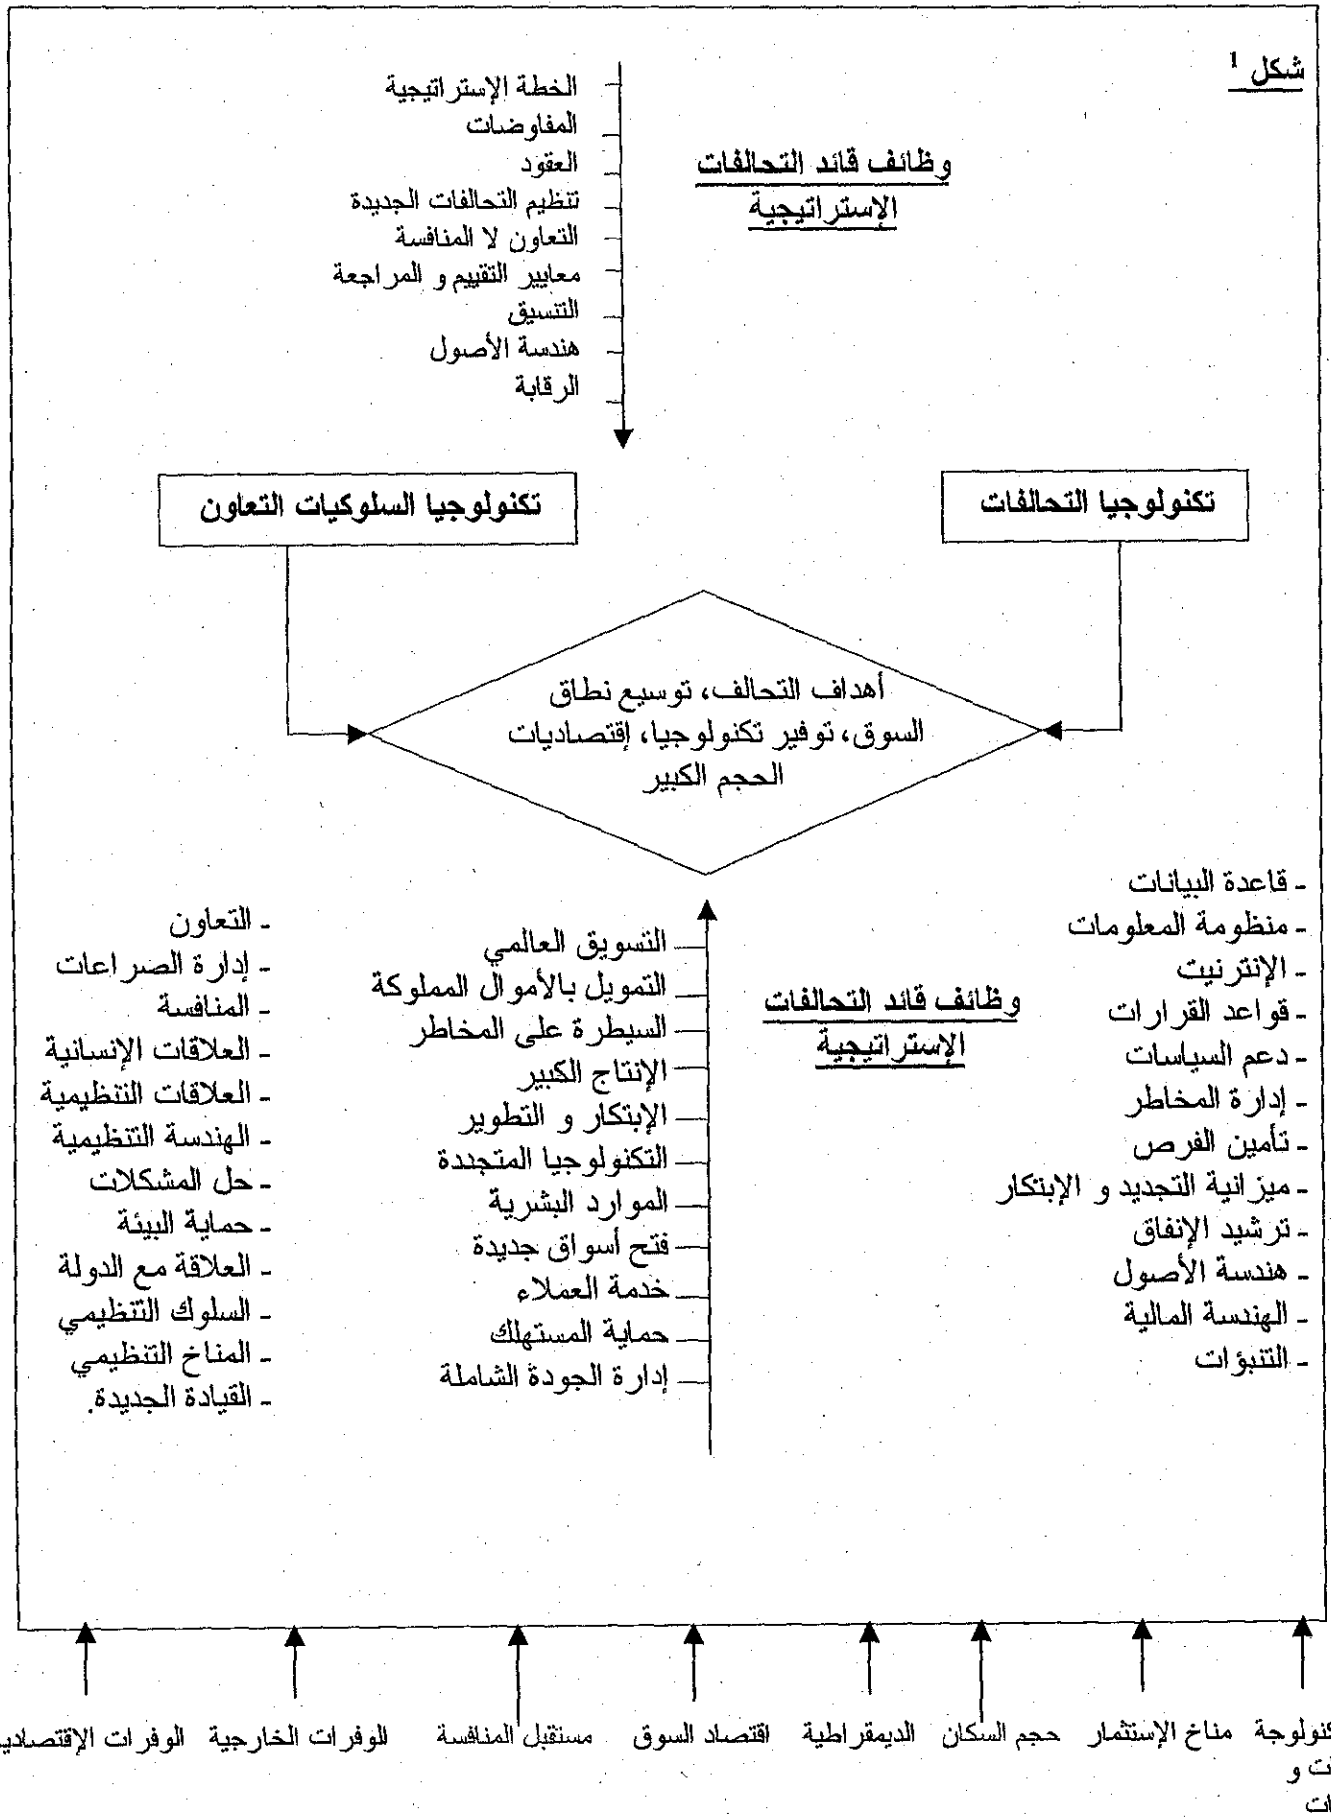 شكل 1
وظائف قائد التحالفات
الإستراتيجية
الخطة الإستراتيجية
المفاوضات
العقود
تنظيم التحالفات الجديدة
التعاون لا المنافسة
معايير التقييم و المراجعة
التنسيق
هندسة الأصول
الرقابة
تكنولوجيا التحالفات
تكنولوجيا السلوكيات التعاون
أهداف التحالف، توسيع نطاق
السوق، توفير تكنولوجيا، إقتصاديات
الحجم الكبير
- قاعدة البيانات
- منظومة المعلومات
- الإنترنيت
- قواعد القرارات
- دعم السياسات
- إدارة المخاطر
- تأمين الفرص
- ميزانية التجديد و الإبتكار
- ترشيد الإنفاق
- هندسة الأصول
- الهندسة المالية
- التنبؤات
وظائف قائد التحالفات
الإستراتيجية
التسويق العالمي
التمويل بالأموال المملوكة
السيطرة على المخاطر
الإنتاج الكبير
الإبتكار و التطوير
التكنولوجيا المتجددة
الموارد البشرية
فتح أسواق جديدة
خدمة العملاء
حماية المستهلك
إدارة الجودة الشاملة
- التعاون
- إدارة الصراعات
- المنافسة
- العلاقات الإنسانية
- العلاقات التنظيمية
- الهندسة التنظيمية
- حل المشكلات
- حماية البيئة
- العلاقة مع الدولة
- السلوك التنظيمي
- المناخ التنظيمي
- القيادة الجديدة.
مناخ الإستثمار
حجم السكان
الديمقراطية
اقتصاد السوق
مستقبل المنافسة
الوفرات الخارجية
الوفرات